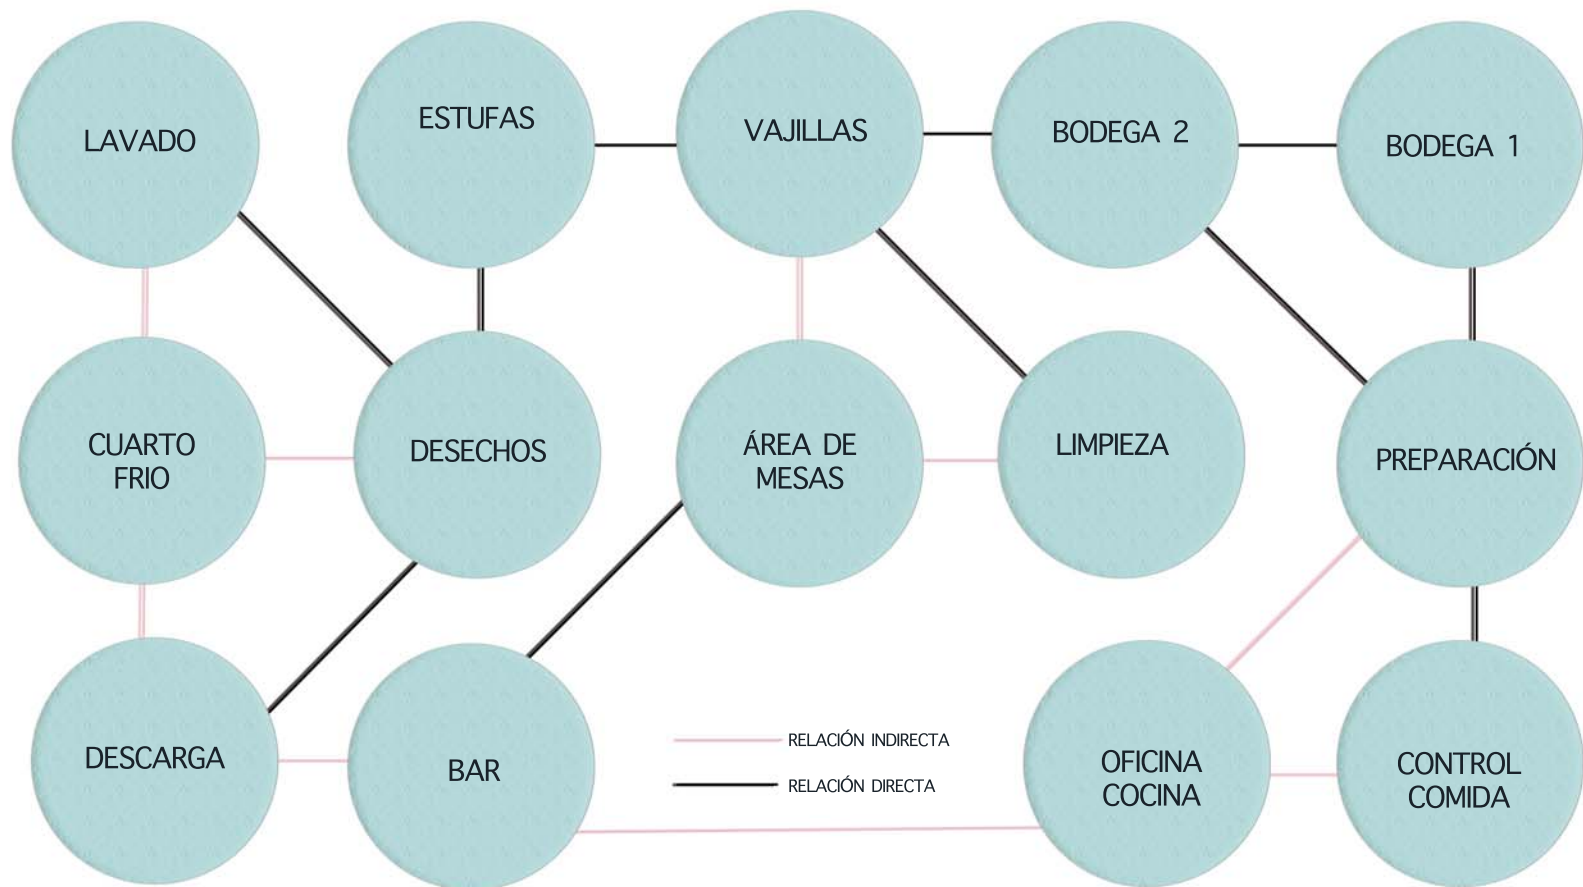 LAVADO
ESTUFAS
VAJILLAS
BODEGA 2
BODEGA 1
CUARTO
FRIO
DESECHOS
ÁREA DE
MESAS
LIMPIEZA
PREPARACIÓN
DESCARGA
BAR
RELACIÓN INDIRECTA
RELACIÓN DIRECTA
OFICINA
COCINA
CONTROL
COMIDA